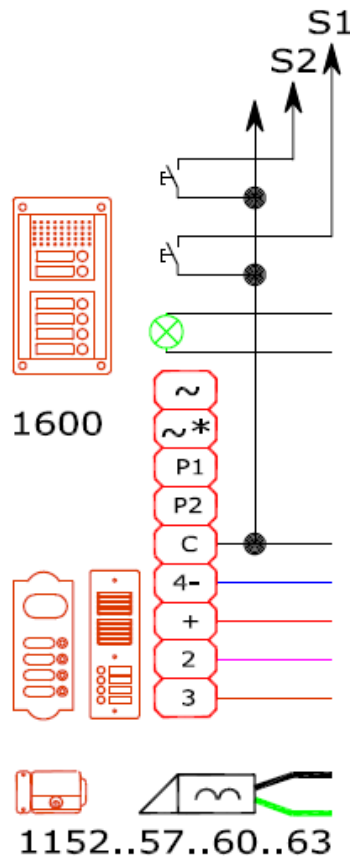 S1
S2
1600
~
~*
P1
P2
C
4-
+
2
3
1152..57..60..63